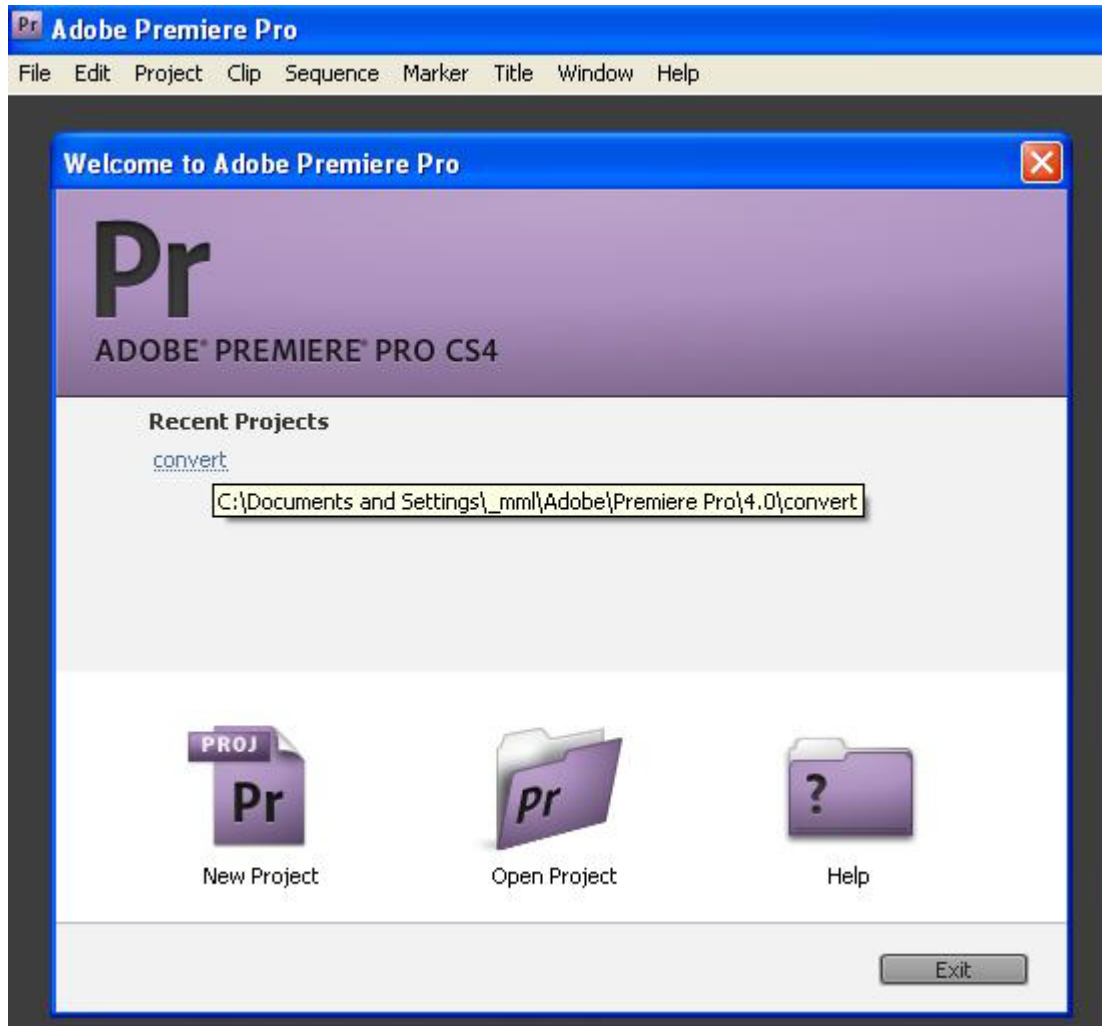 Pr Adobe Premiere Pro
File Edit Project Clip Sequence Marker Title Window Help
Welcome to Adobe Premiere Pro
Pr
ADOBE® PREMIERE® PRO CS4
Recent Projects
convert
C:\Documents and Settings\_mml\Adobe\Premiere Pro\4.0\convert
PROJ
Pr
Pr
?
New Project Open Project Help
Exit